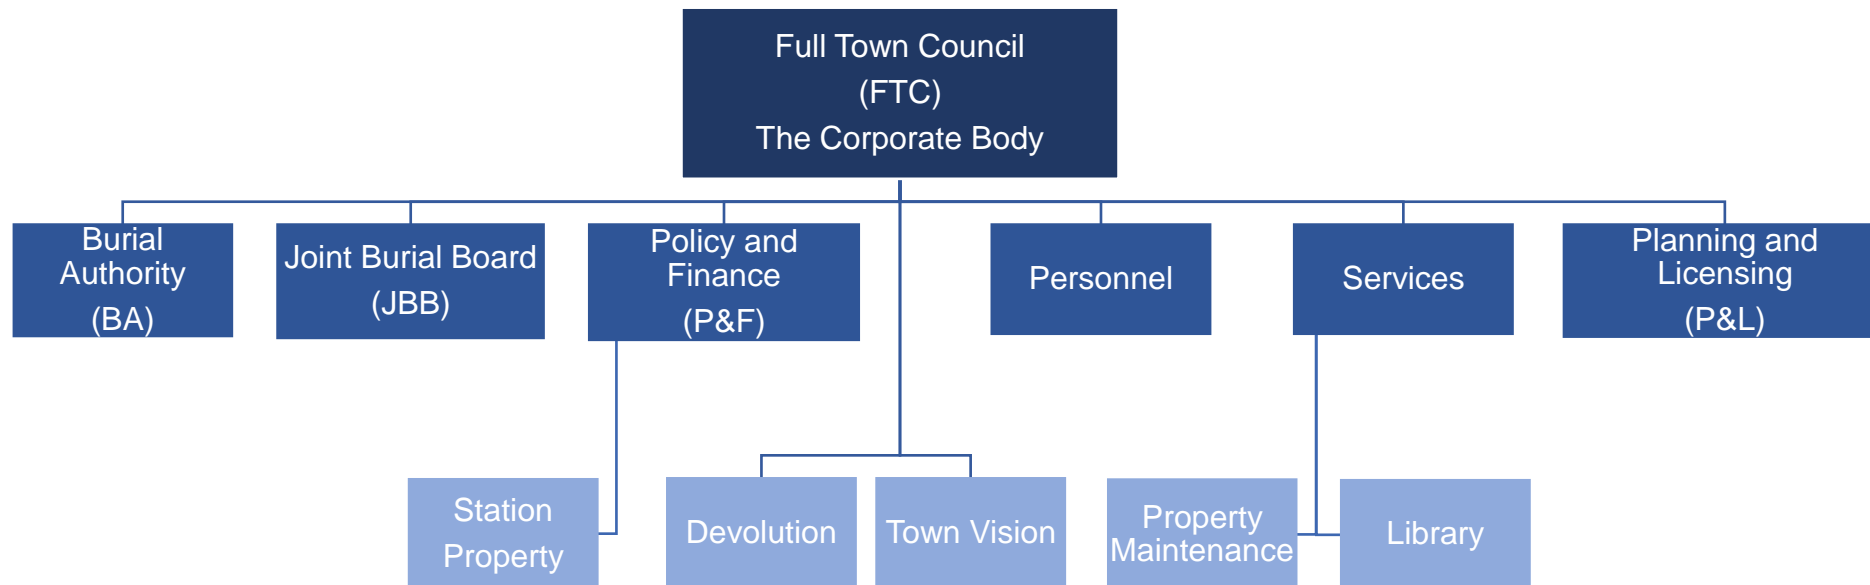 Full Town Council
(FTC)
The Corporate Body
Burial
Authority
(BA)
Joint Burial Board
(JBB)
Policy and
Finance
(P&F)
Personnel
Services
Planning and
Licensing
(P&L)
Station
Property
Devolution
Town Vision
Property
Maintenance
Library